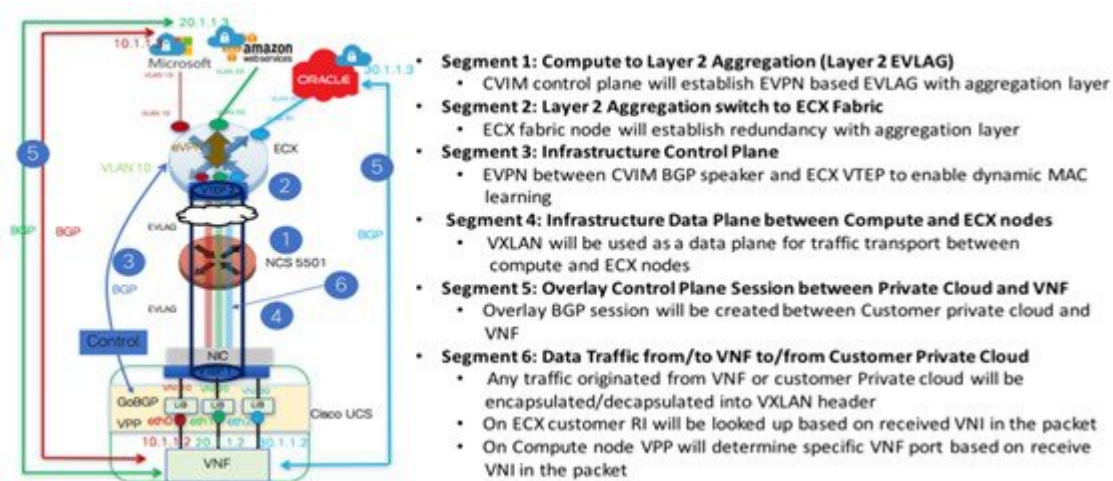 20.1.1.3
10.1.1
Microsoft
amazon
webservices
ORACLE
30.1.1.3
VLAN 10
VLAN 10
ECX
VLAN 10
VTEP
EVLAG
NCS 5501
EVLAG
BGP
BGP
BGP
BGP
5
5
2
1
3
6
4
Control
NIC
GoBGP
VPP
LIB
LIB
LIB
Cisco UCS
10.1.1.2
VNF
• Segment 1: Compute to Layer 2 Aggregation (Layer 2 EVLAG)
• CVIM control plane will establish EVPN based EVLAG with aggregation layer
• Segment 2: Layer 2 Aggregation switch to ECX Fabric
• ECX fabric node will establish redundancy with aggregation layer
• Segment 3: Infrastructure Control Plane
• EVPN between CVIM BGP speaker and ECX VTEP to enable dynamic MAC
learning
• Segment 4: Infrastructure Data Plane between Compute and ECX nodes
• VXLAN will be used as a data plane for traffic transport between
compute and ECX nodes
• Segment 5: Overlay Control Plane Session between Private Cloud and VNF
• Overlay BGP session will be created between Customer private cloud and
VNF
• Segment 6: Data Traffic from/to VNF to/from Customer Private Cloud
• Any traffic originated from VNF or customer Private cloud will be
encapsulated/decapsulated into VXLAN header
• On ECX customer RI will be looked up based on received VNI in the packet
• On Compute node VPP will determine specific VNF port based on receive
VNI in the packet